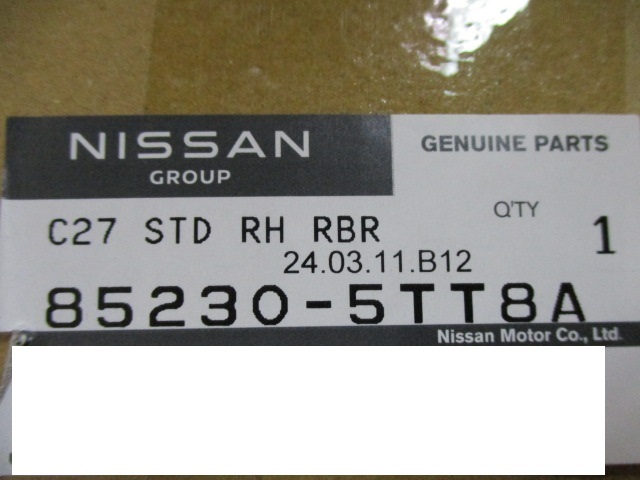 NISSAN
GROUP
GENUINE PARTS
C27 STD RH RBR
Q'TY
1
24.03.11.B12
85230-5TT8A
Nissan Motor Co., Ltd.